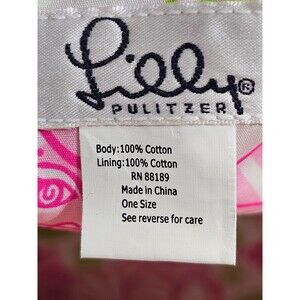 Lilly®
PULITZER
Body:100% Cotton
Lining:100% Cotton
RN 88189
Made in China
One Size
See reverse for care